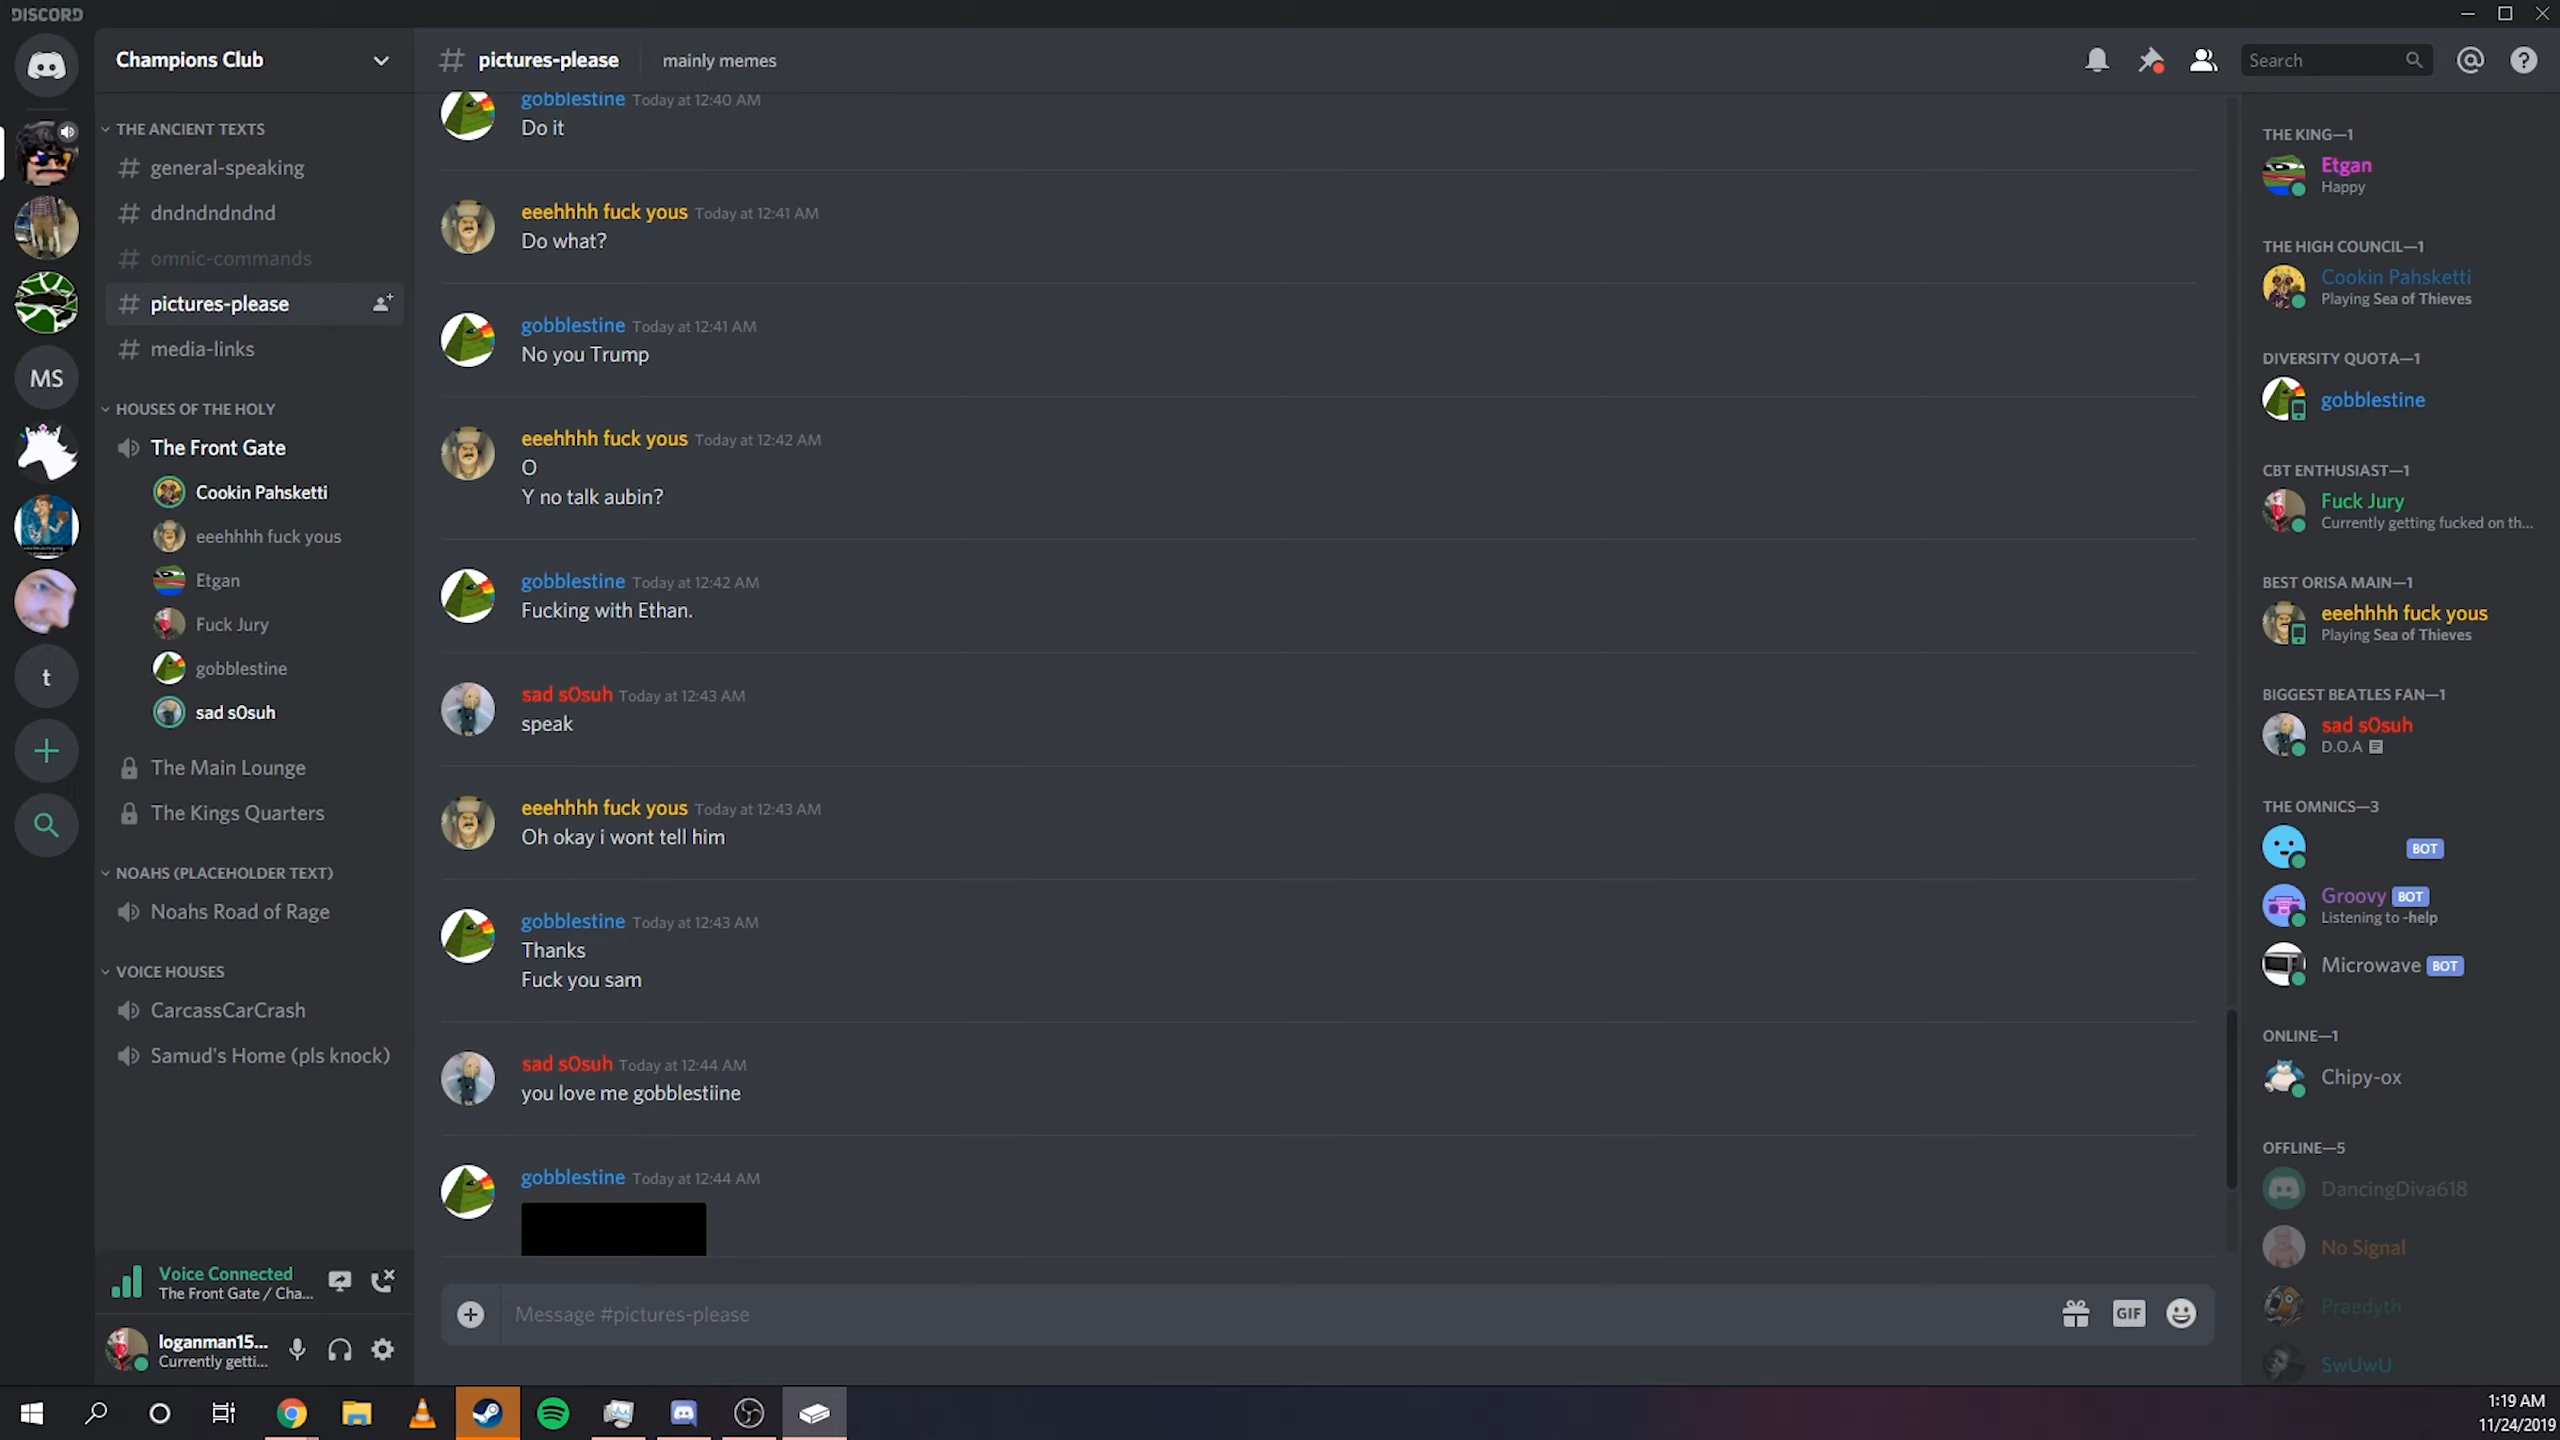 DISCORD
Champions Club
# pictures-please
mainly memes
Search
THE ANCIENT TEXTS
# general-speaking
# dndndndndnd
# omnic-commands
# pictures-please
# media-links
HOUSES OF THE HOLY
The Front Gate
Cookin Pahsketti
eeehhhh fuck yous
Etgan
Fuck Jury
gobblestine
sad s0suh
The Main Lounge
The Kings Quarters
NOAHS (PLACEHOLDER TEXT)
Noahs Road of Rage
VOICE HOUSES
CarcassCarCrash
Samud's Home (pls knock)
Voice Connected
The Front Gate / Cha...
loganman15...
Currently getti...
MS
t
gobblestine Today at 12:40 AM
Do it
eeehhhh fuck yous Today at 12:41 AM
Do what?
gobblestine Today at 12:41 AM
No you Trump
eeehhhh fuck yous Today at 12:42 AM
O
Y no talk aubin?
gobblestine Today at 12:42 AM
Fucking with Ethan.
sad s0suh Today at 12:43 AM
speak
eeehhhh fuck yous Today at 12:43 AM
Oh okay i wont tell him
gobblestine Today at 12:43 AM
Thanks
Fuck you sam
sad s0suh Today at 12:44 AM
you love me gobblestiine
gobblestine Today at 12:44 AM
Message #pictures-please
GIF
THE KING—1
Etgan
Happy
THE HIGH COUNCIL—1
Cookin Pahsketti
Playing Sea of Thieves
DIVERSITY QUOTA—1
gobblestine
CBT ENTHUSIAST—1
Fuck Jury
Currently getting fucked on th...
BEST ORISA MAIN—1
eeehhhh fuck yous
Playing Sea of Thieves
BIGGEST BEATLES FAN—1
sad s0suh
D.O.A
THE OMNICS—3
BOT
Groovy BOT
Listening to -help
Microwave BOT
ONLINE—1
Chipy-ox
OFFLINE—5
DancingDiva618
No Signal
Praedyth
SwUwU
1:19 AM
11/24/2019